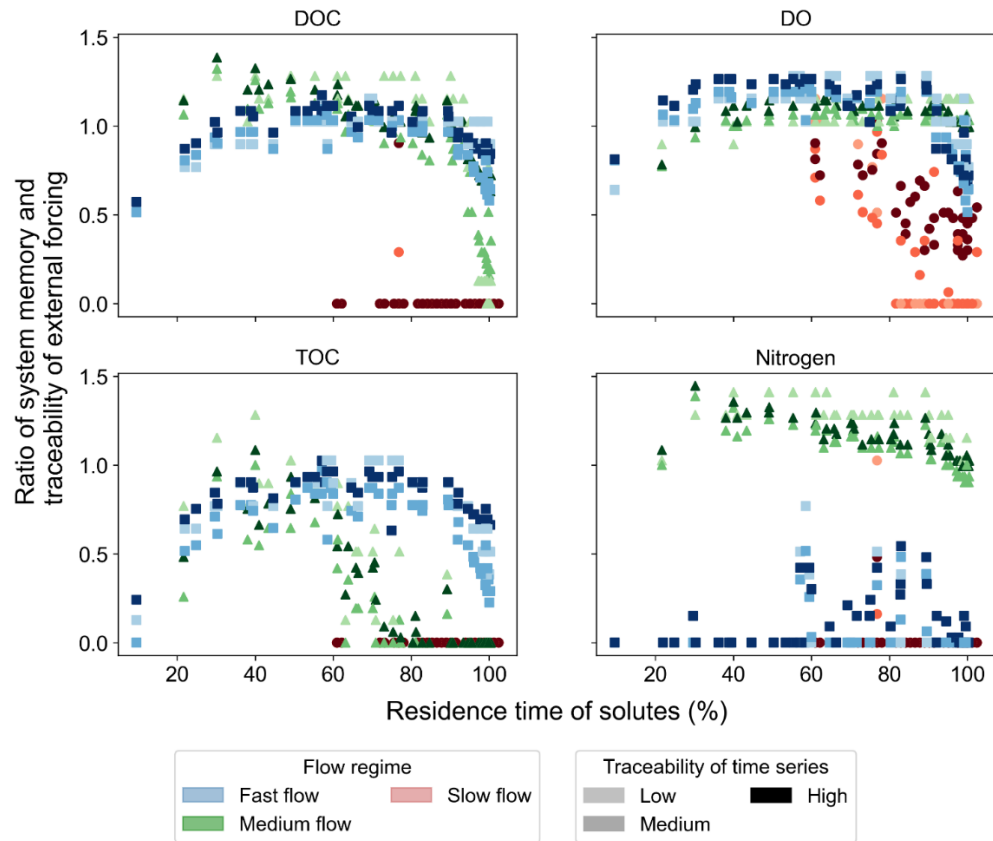 DOC
DO
1.5
1.0
0.5
0.0
TOC
Nitrogen
1.5
1.0
0.5
0.0
20
40
60
80
100
20
40
60
80
100
Ratio of system memory and
traceability of external forcing
Residence time of solutes (%)
Flow regime
Fast flow
Slow flow
Medium flow
Traceability of time series
Low
High
Medium